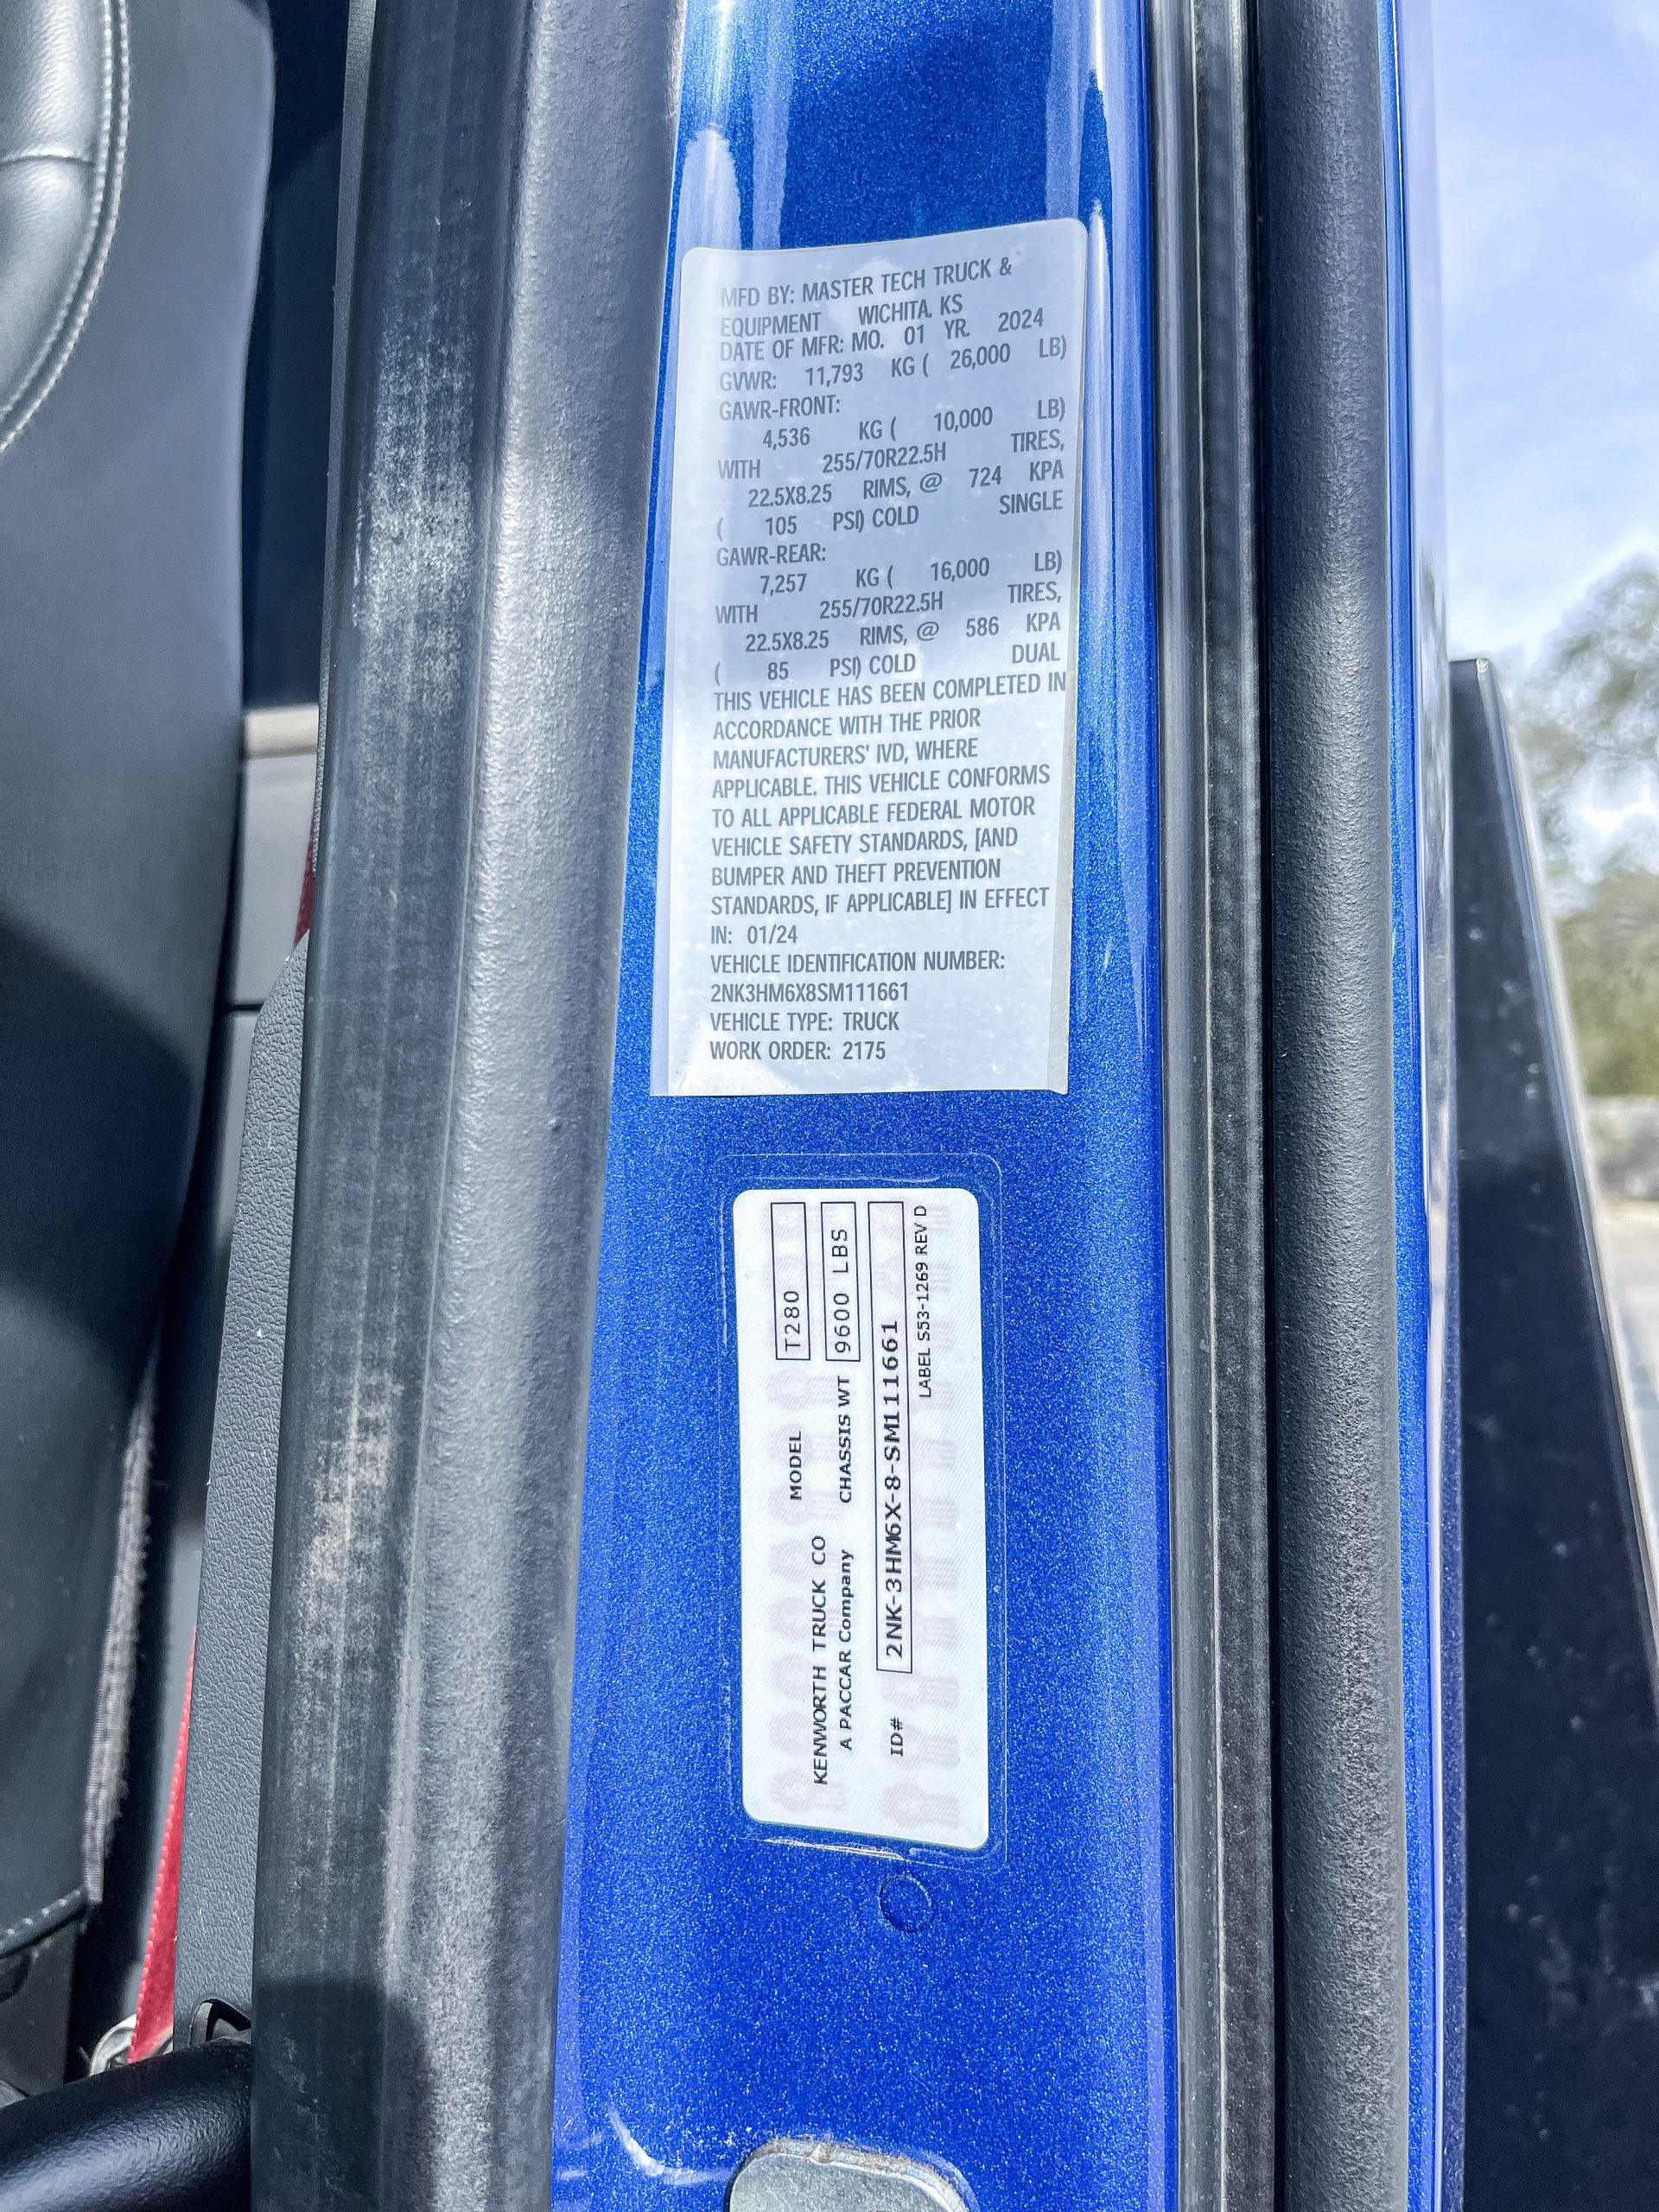 MFD BY: MASTER TECH TRUCK &
EQUIPMENT WICHITA, KS
DATE OF MFR: MO. 01 YR. 2024
GVWR: 11,793 KG ( 26,000 LB)
GAWR-FRONT:
4,536 KG ( 10,000 LB)
WITH 255/70R22.5H TIRES,
22.5X8.25 RIMS, @ 724 KPA
( 105 PSI) COLD SINGLE
GAWR-REAR:
7,257 KG ( 16,000 LB)
WITH 255/70R22.5H TIRES,
22.5X8.25 RIMS, @ 586 KPA
( 85 PSI) COLD DUAL
THIS VEHICLE HAS BEEN COMPLETED IN
ACCORDANCE WITH THE PRIOR
MANUFACTURERS' IVD, WHERE
APPLICABLE. THIS VEHICLE CONFORMS
TO ALL APPLICABLE FEDERAL MOTOR
VEHICLE SAFETY STANDARDS, [AND
BUMPER AND THEFT PREVENTION
STANDARDS, IF APPLICABLE] IN EFFECT
IN: 01/24
VEHICLE IDENTIFICATION NUMBER:
2NK3HM6X8SM111661
VEHICLE TYPE: TRUCK
WORK ORDER: 2175
MODEL T280
KENWORTH TRUCK CO
A PACCAR Company CHASSIS WT 9600 LBS
ID# 2NK-3HM6X-8-SM111661
LABEL S53-1269 REV D